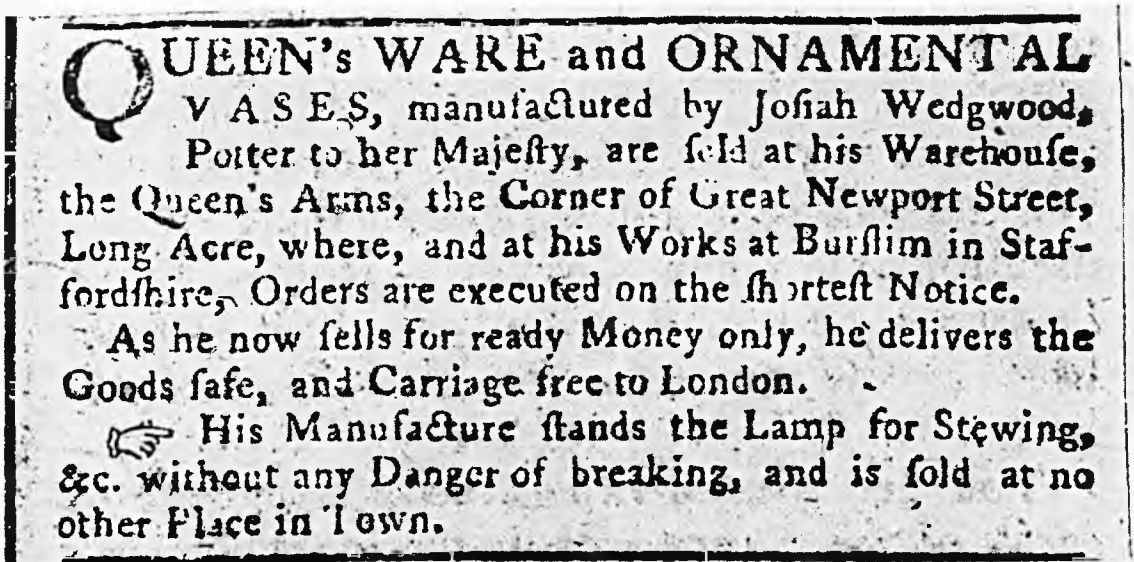 QUEEN's WARE and ORNAMENTAL
VASES, manufactured by Joſiah Wedgwood,
Potter to her Majeſty, are ſold at his Warehouſe,
the Queen's Arms, the Corner of Great Newport Street,
Long Acre, where, and at his Works at Burſlim in Staf-
fordſhire, Orders are executed on the ſhorteſt Notice.
As he now ſells for ready Money only, he delivers the
Goods ſafe, and Carriage free to London.
☞ His Manufacture ſtands the Lamp for Stewing,
&c. without any Danger of breaking, and is ſold at no
other Place in Town.